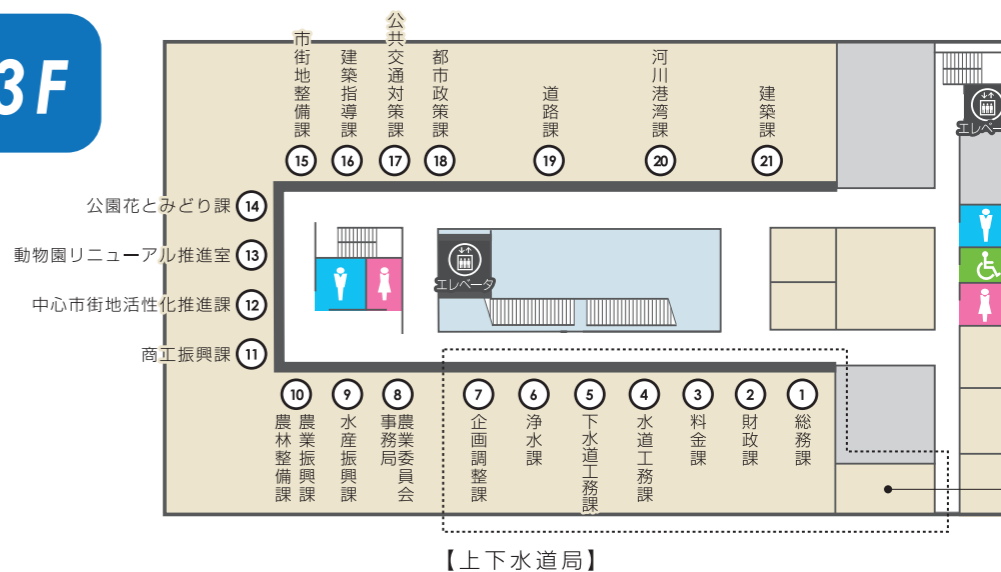 3F
市街地整備課
15
建築指導課
16
公共交通対策課
17
都市政策課
18
道路課
19
河川港湾課
20
建築課
21
エレベータ
公園花とみどり課
14
動物園リニューアル推進室
13
中心市街地活性化推進課
12
商工振興課
11
エレベータ
10
農業振興課
農林整備課
9
水産振興課
8
農業委員会
事務局
7
企画調整課
6
浄水課
5
下水道工務課
4
水道工務課
3
料金課
2
財政課
1
総務課
【上下水道局】